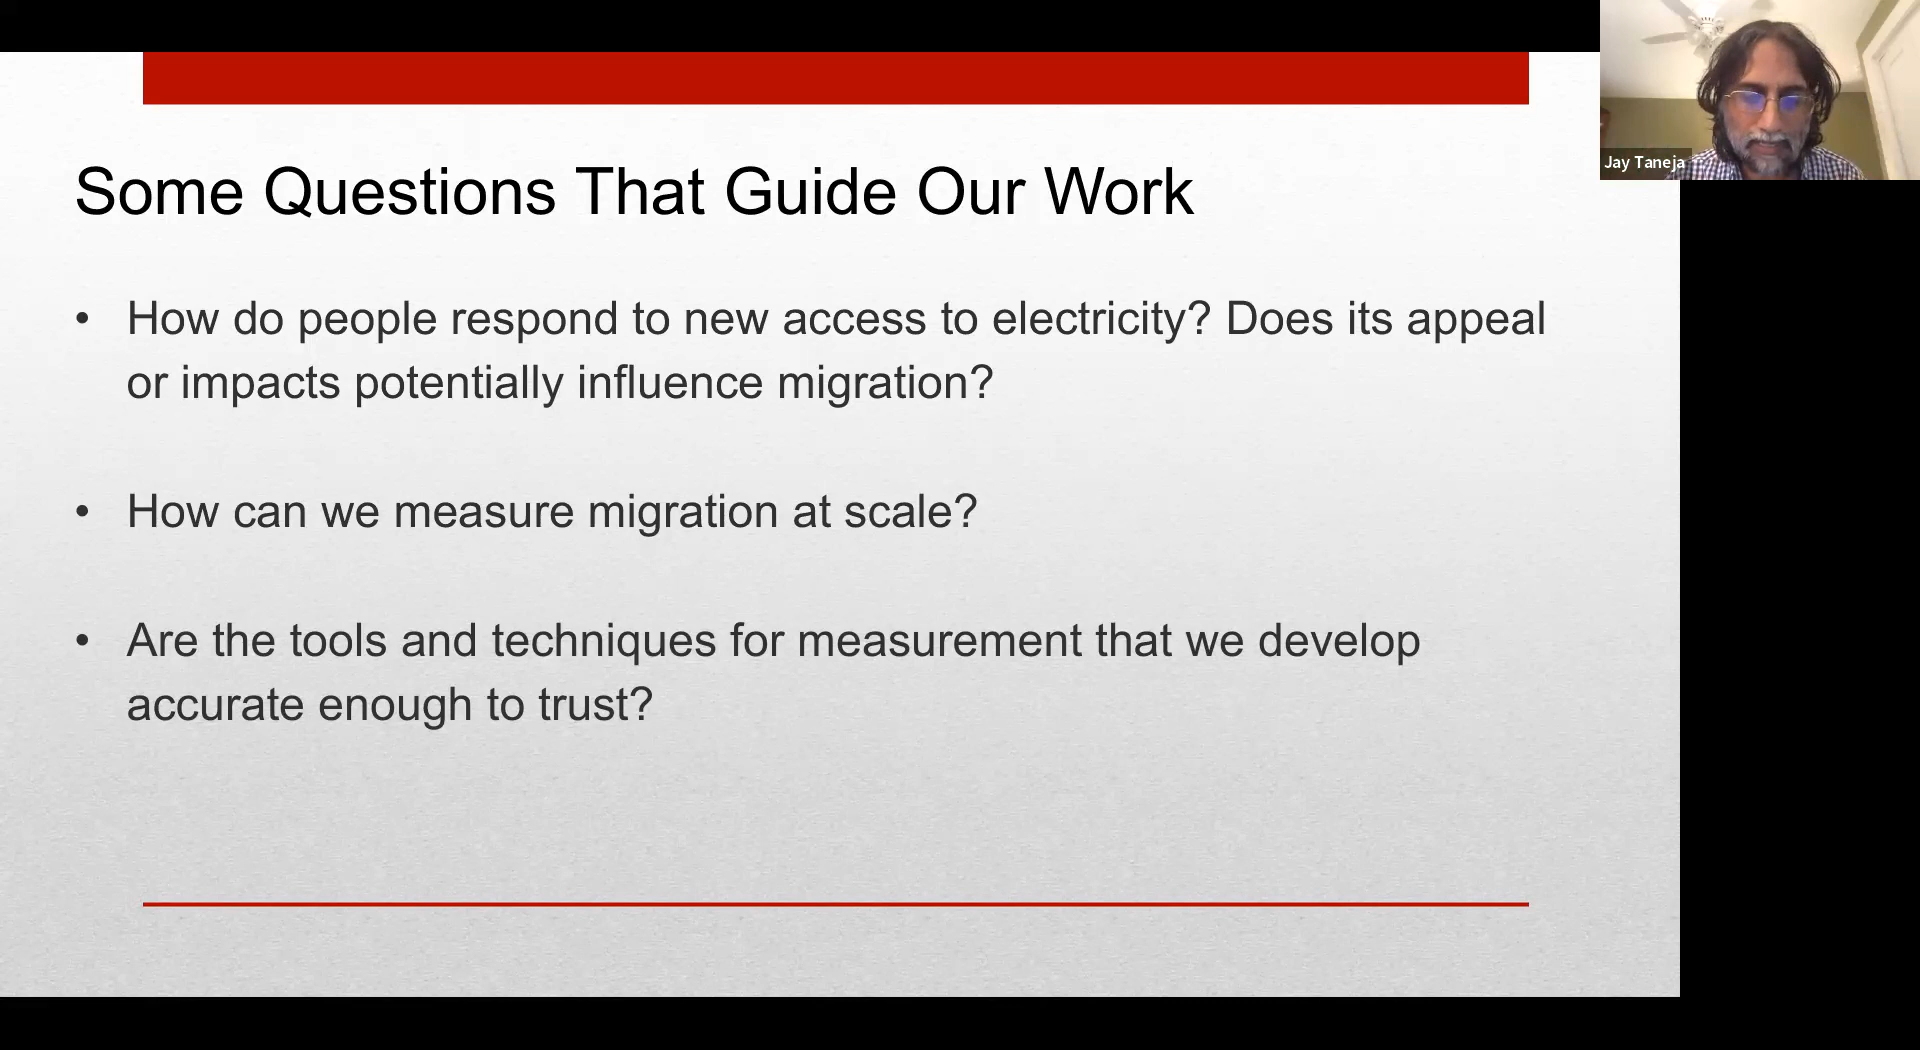 Some Questions That Guide Our Work
• How do people respond to new access to electricity? Does its appeal
or impacts potentially influence migration?
• How can we measure migration at scale?
• Are the tools and techniques for measurement that we develop
accurate enough to trust?
Jay Taneja